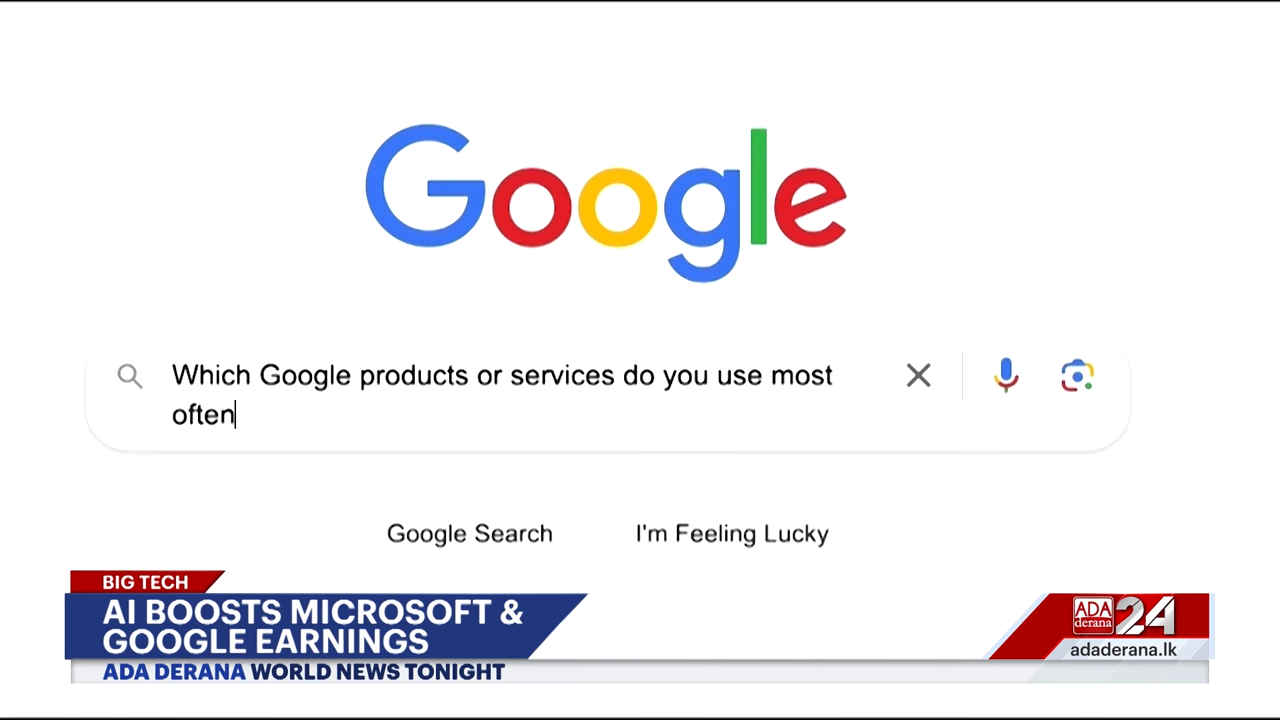 Google
Which Google products or services do you use most
often
Google Search
I'm Feeling Lucky
BIG TECH
AI BOOSTS MICROSOFT &
GOOGLE EARNINGS
ADA DERANA WORLD NEWS TONIGHT
ADA
derana
24
adaderana.lk